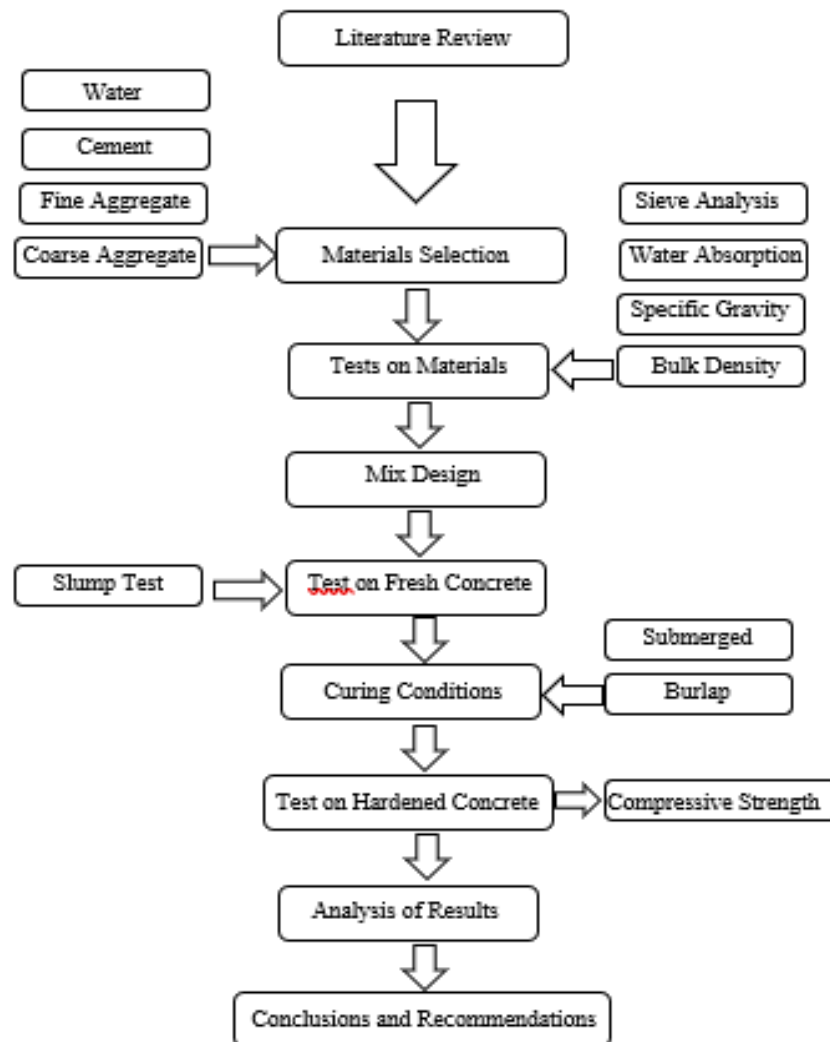 Literature Review
Water
Cement
Fine Aggregate
Coarse Aggregate
Materials Selection
Sieve Analysis
Water Absorption
Specific Gravity
Bulk Density
Tests on Materials
Mix Design
Slump Test
Test on Fresh Concrete
Submerged
Burlap
Curing Conditions
Test on Hardened Concrete
Compressive Strength
Analysis of Results
Conclusions and Recommendations